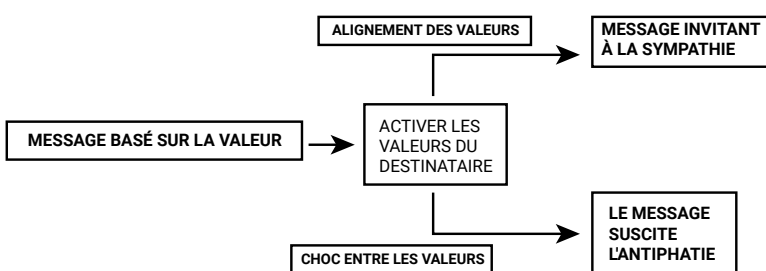 ALIGNEMENT DES VALEURS
MESSAGE INVITANT
À LA SYMPATHIE
MESSAGE BASÉ SUR LA VALEUR
ACTIVER LES
VALEURS DU
DESTINATAIRE
CHOC ENTRE LES VALEURS
LE MESSAGE
SUSCITE
L'ANTIPHATIE